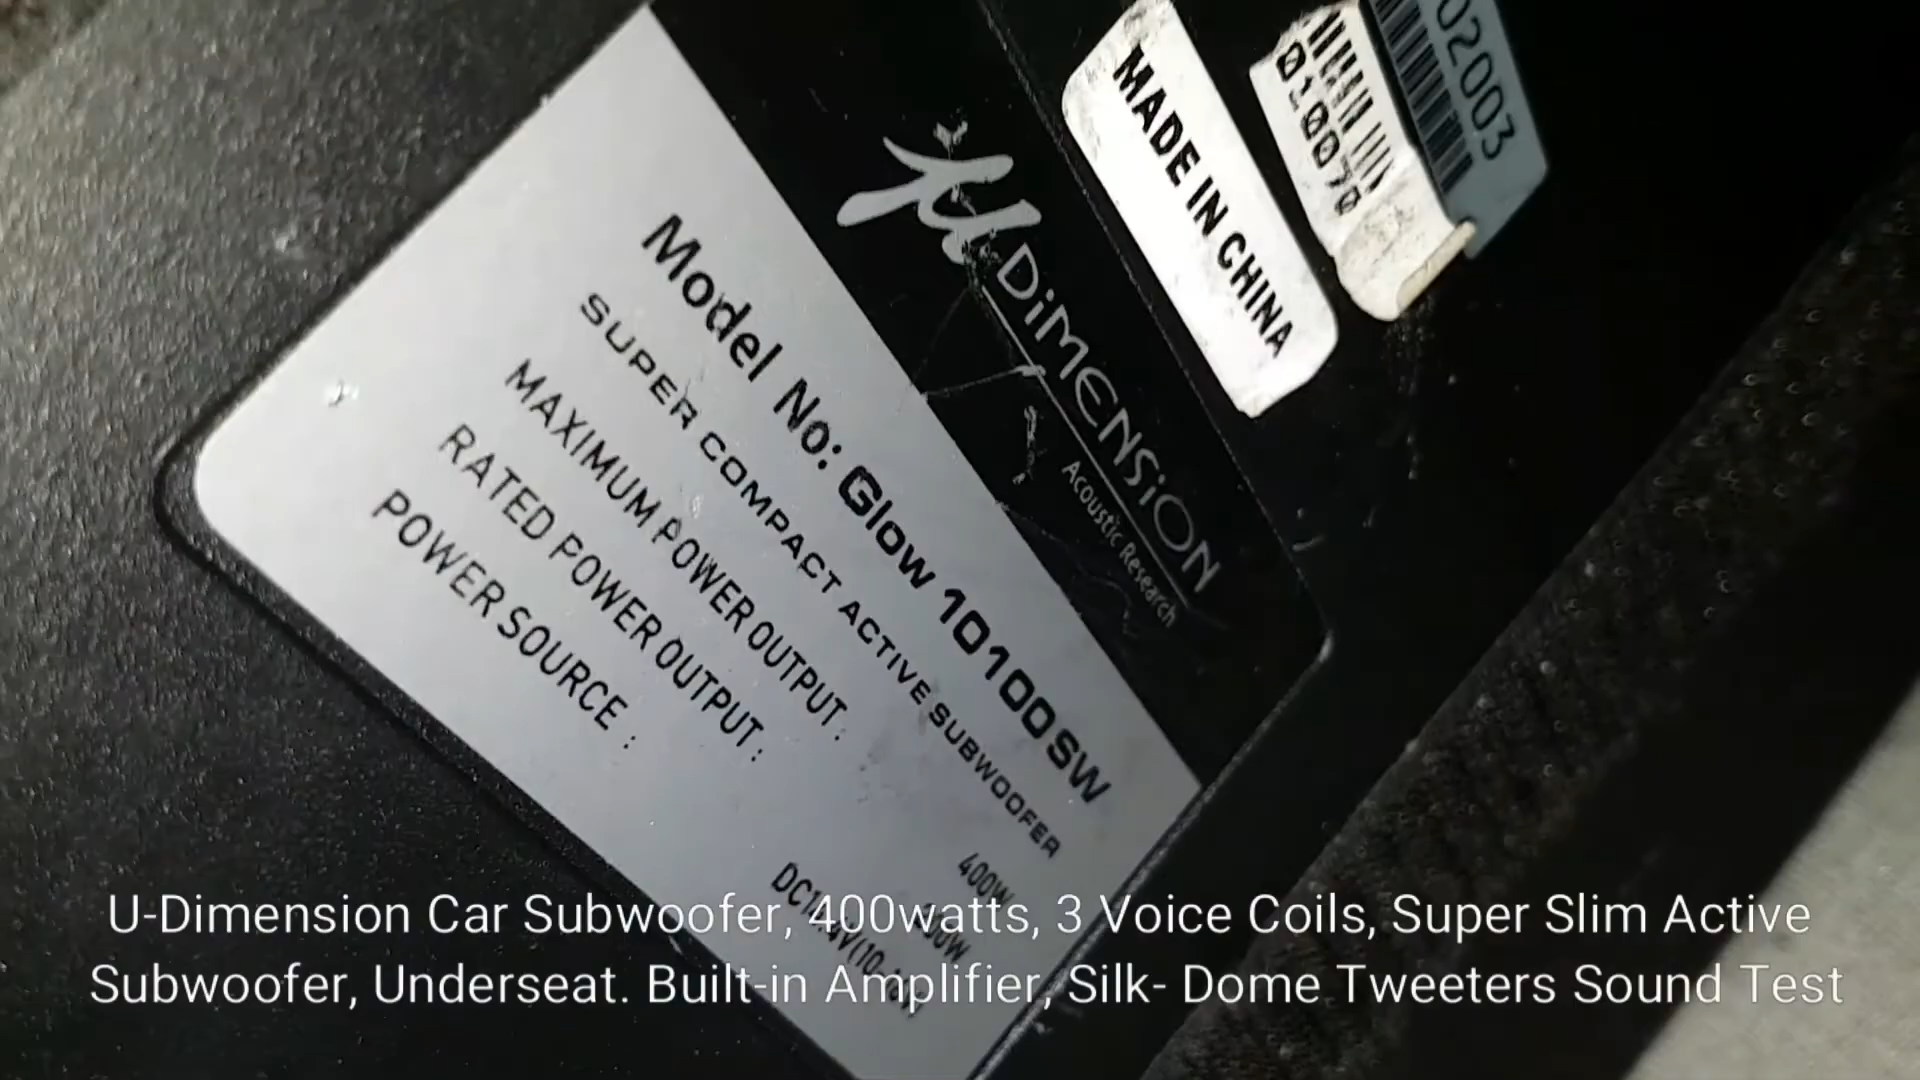 02003
010070
MADE IN CHINA
DiMENSiON
Acoustic Research
Model No: Glow 10100SW
SUPER COMPACT ACTIVE SUBWOOFER
MAXIMUM POWER OUTPUT: 400W
RATED POWER OUTPUT:
POWER SOURCE :
U-Dimension Car Subwoofer, 400watts, 3 Voice Coils, Super Slim Active
Subwoofer, Underseat. Built-in Amplifier, Silk- Dome Tweeters Sound Test